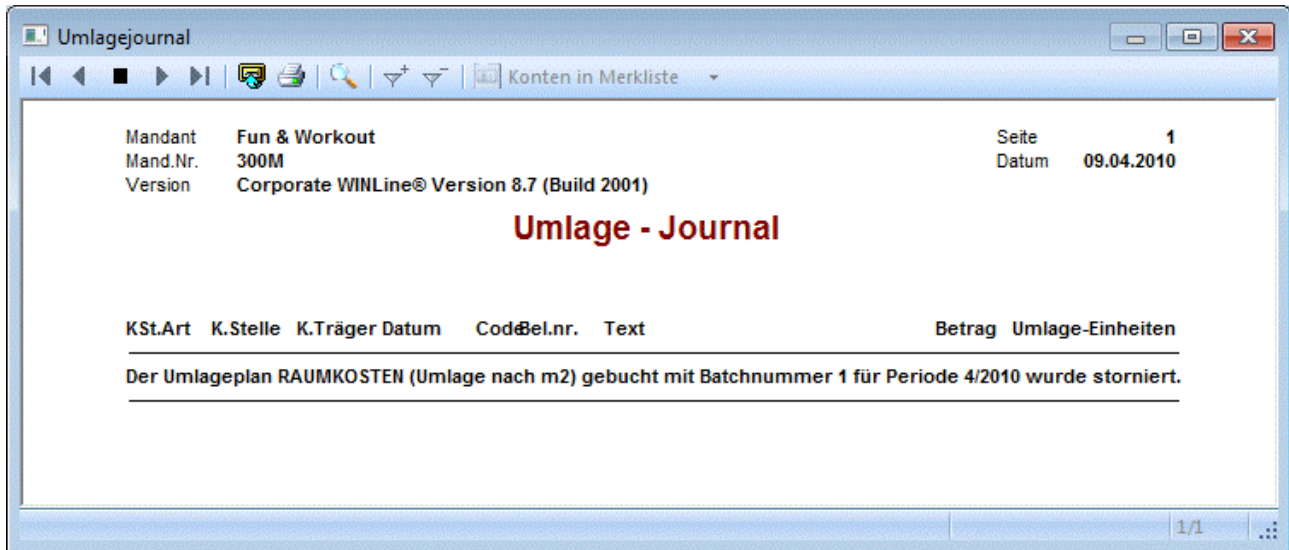 Umlagejournal
Konten in Merkliste
Mandant Fun & Workout Seite 1
Mand.Nr. 300M Datum 09.04.2010
Version Corporate WINLine® Version 8.7 (Build 2001)
Umlage - Journal
KSt.Art K.Stelle K.Träger Datum Code Bel.nr. Text Betrag Umlage-Einheiten
Der Umlageplan RAUMKOSTEN (Umlage nach m2) gebucht mit Batchnummer 1 für Periode 4/2010 wurde storniert.
1/1